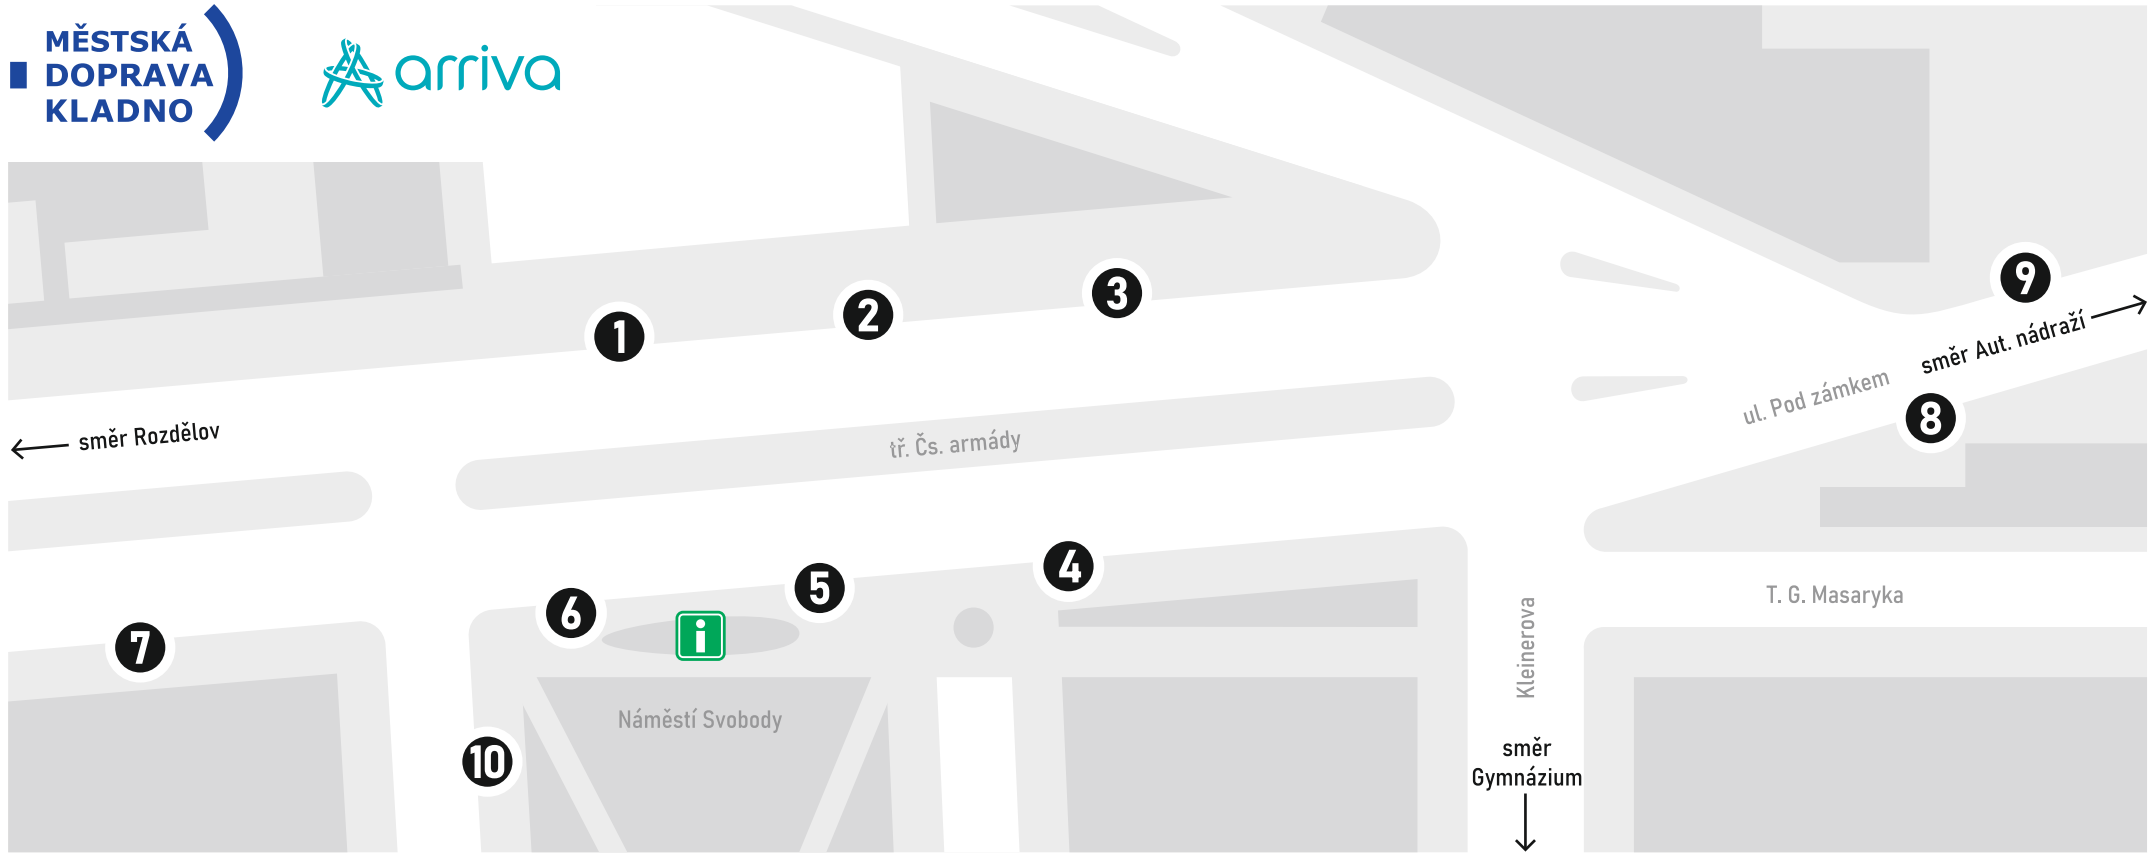 MĚSTSKÁ
DOPRAVA
KLADNO
arriva
1
2
3
9
směr Aut. nádraží
ul. Pod zámkem
8
směr Rozdělov
tř. Čs. armády
4
5
6
i
7
T. G. Masaryka
Kleinerova
Náměstí Svobody
10
směr
Gymnázium